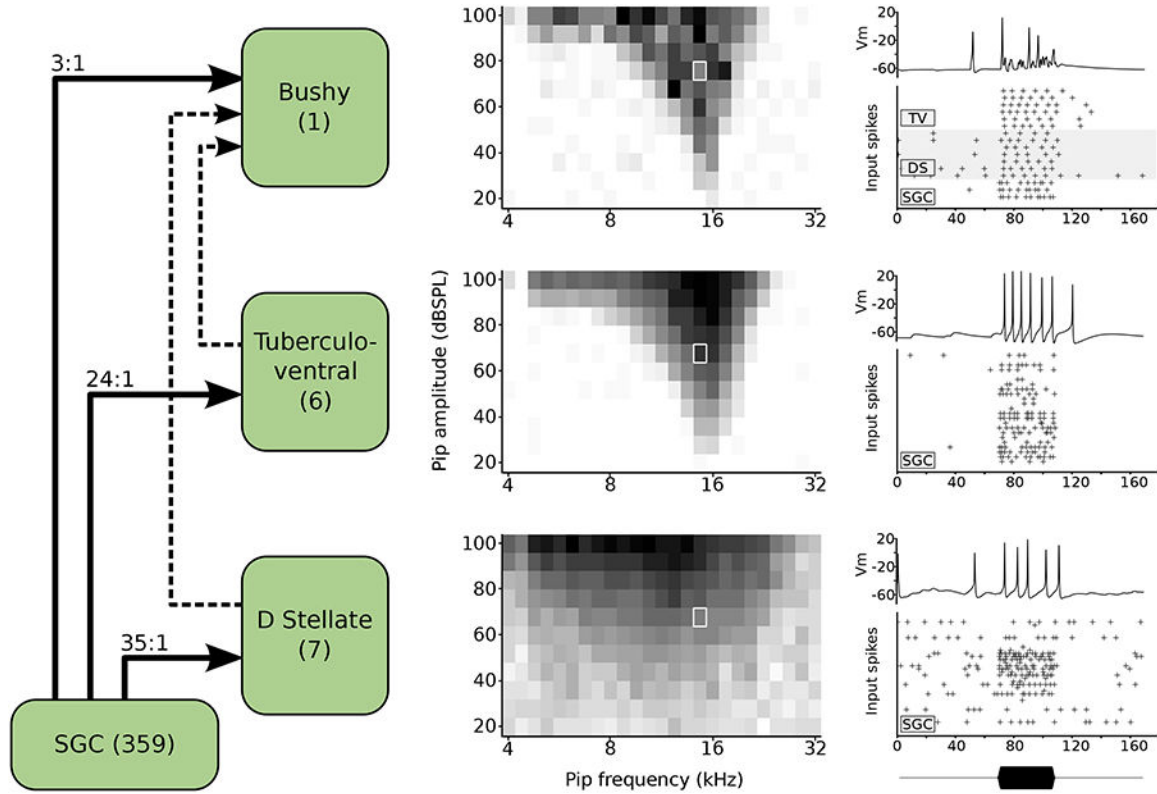 3:1
Bushy
(1)
24:1
Tuberculo-
ventral
(6)
35:1
D Stellate
(7)
SGC (359)
Pip amplitude (dBSPL)
100
80
60
40
20
4 8 16 32
100
80
60
40
20
4 8 16 32
100
80
60
40
20
4 8 16 32
Pip frequency (kHz)
Vm
20
-20
-60
Input spikes
TV
DS
SGC
0 40 80 120 160
Vm
20
-20
-60
Input spikes
SGC
0 40 80 120 160
Vm
20
-20
-60
Input spikes
SGC
0 40 80 120 160